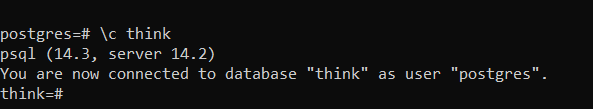 postgres=# \c think
psql (14.3, server 14.2)
You are now connected to database "think" as user "postgres".
think=#